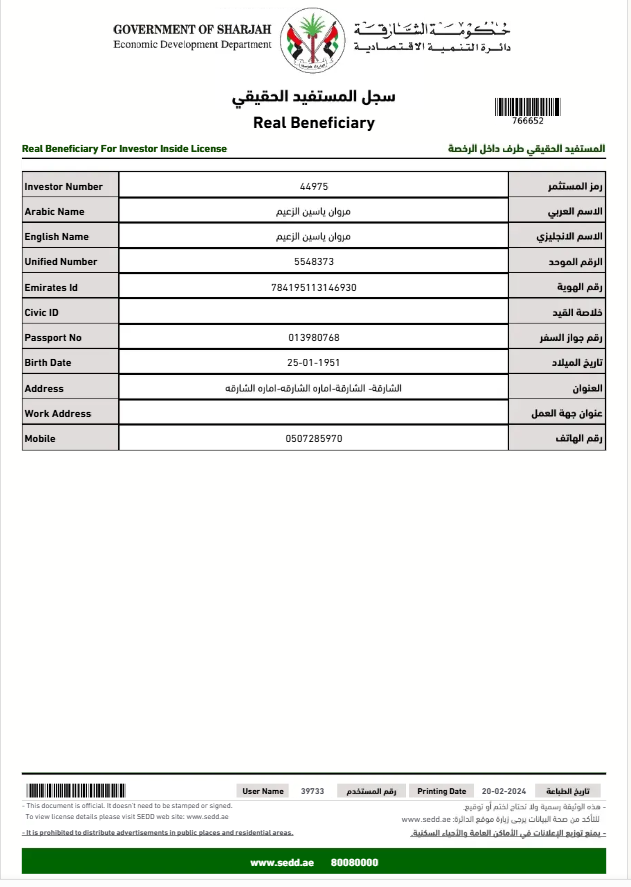 GOVERNMENT OF SHARJAH
Economic Development Department
حكومة الشارقة
دائرة التنمية الاقتصادية
سجل المستفيد الحقيقي
Real Beneficiary
766652
Real Beneficiary For Investor Inside License المستفيد الحقيقي طرف داخل الرخصة
Investor Number 44975 رمز المستثمر
Arabic Name مروان ياسين الزعيم الاسم العربي
English Name مروان ياسين الزعيم الاسم الانجليزي
Unified Number 5548373 الرقم الموحد
Emirates Id 784195113146930 رقم الهوية
Civic ID خلاصة القيد
Passport No 013980768 رقم جواز السفر
Birth Date 25-01-1951 تاريخ الميلاد
Address الشارقة- الشارقة-اماره الشارقه-اماره الشارقه العنوان
Work Address عنوان جهة العمل
Mobile 0507285970 رقم الهاتف
User Name 39733 رقم المستخدم Printing Date 20-02-2024 تاريخ الطباعة
- This document is official. It doesn't need to be stamped or signed. - هذه الوثيقة رسمية ولا تحتاج لختم أو توقيع.
To view license details please visit SEDD web site: www.sedd.ae للتأكد من صحة البيانات يرجى زيارة موقع الدائرة: www.sedd.ae
- It is prohibited to distribute advertisements in public places and residential areas. - يمنع توزيع الإعلانات في الأماكن العامة والأحياء السكنية.
www.sedd.ae 80080000